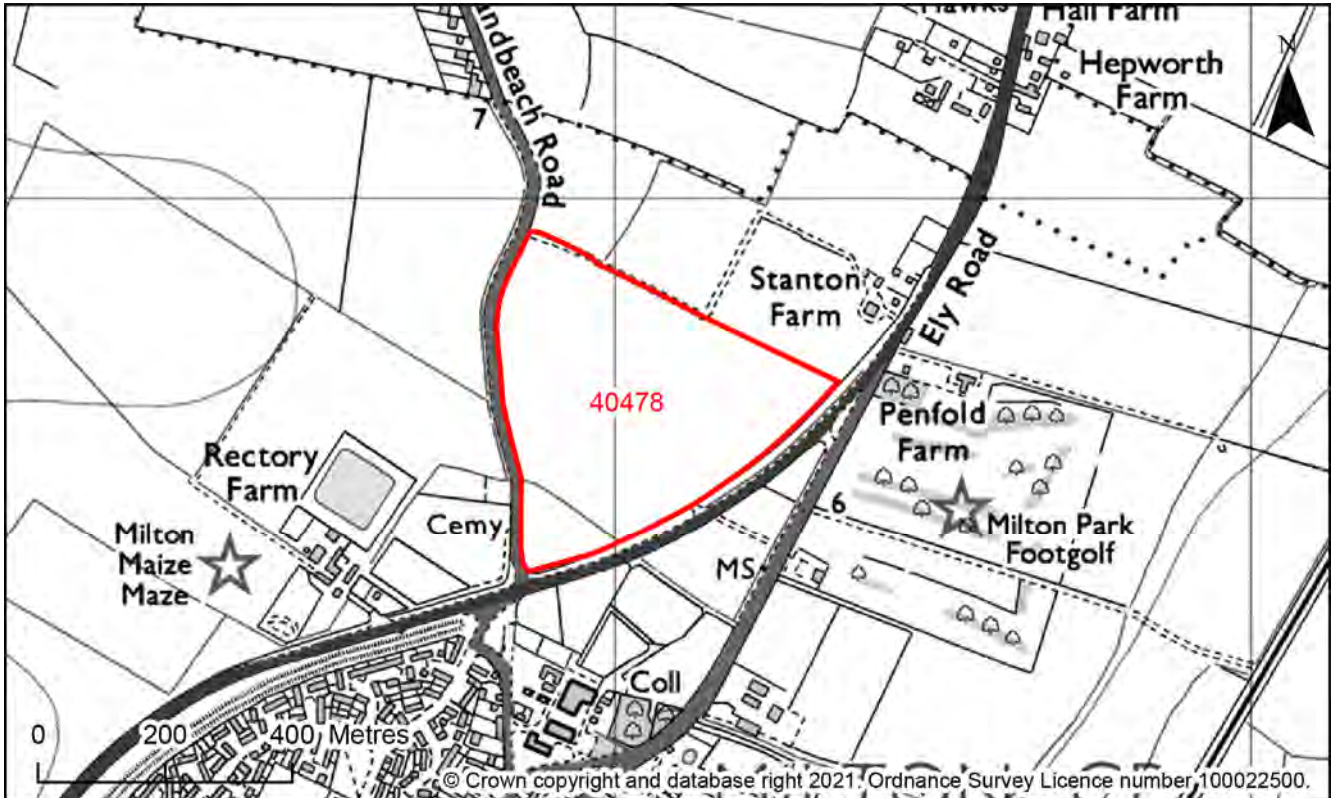 Hall Farm
Hepworth
Farm
N
7
andbeach Road
Stanton
Farm
Ely Road
40478
Penfold
Farm
Rectory
Farm
Cemy
6
Milton Park
Footgolf
Milton
Maize
Maze
MS
Coll
0 200 400 Metres
© Crown copyright and database right 2021. Ordnance Survey Licence number 100022500.